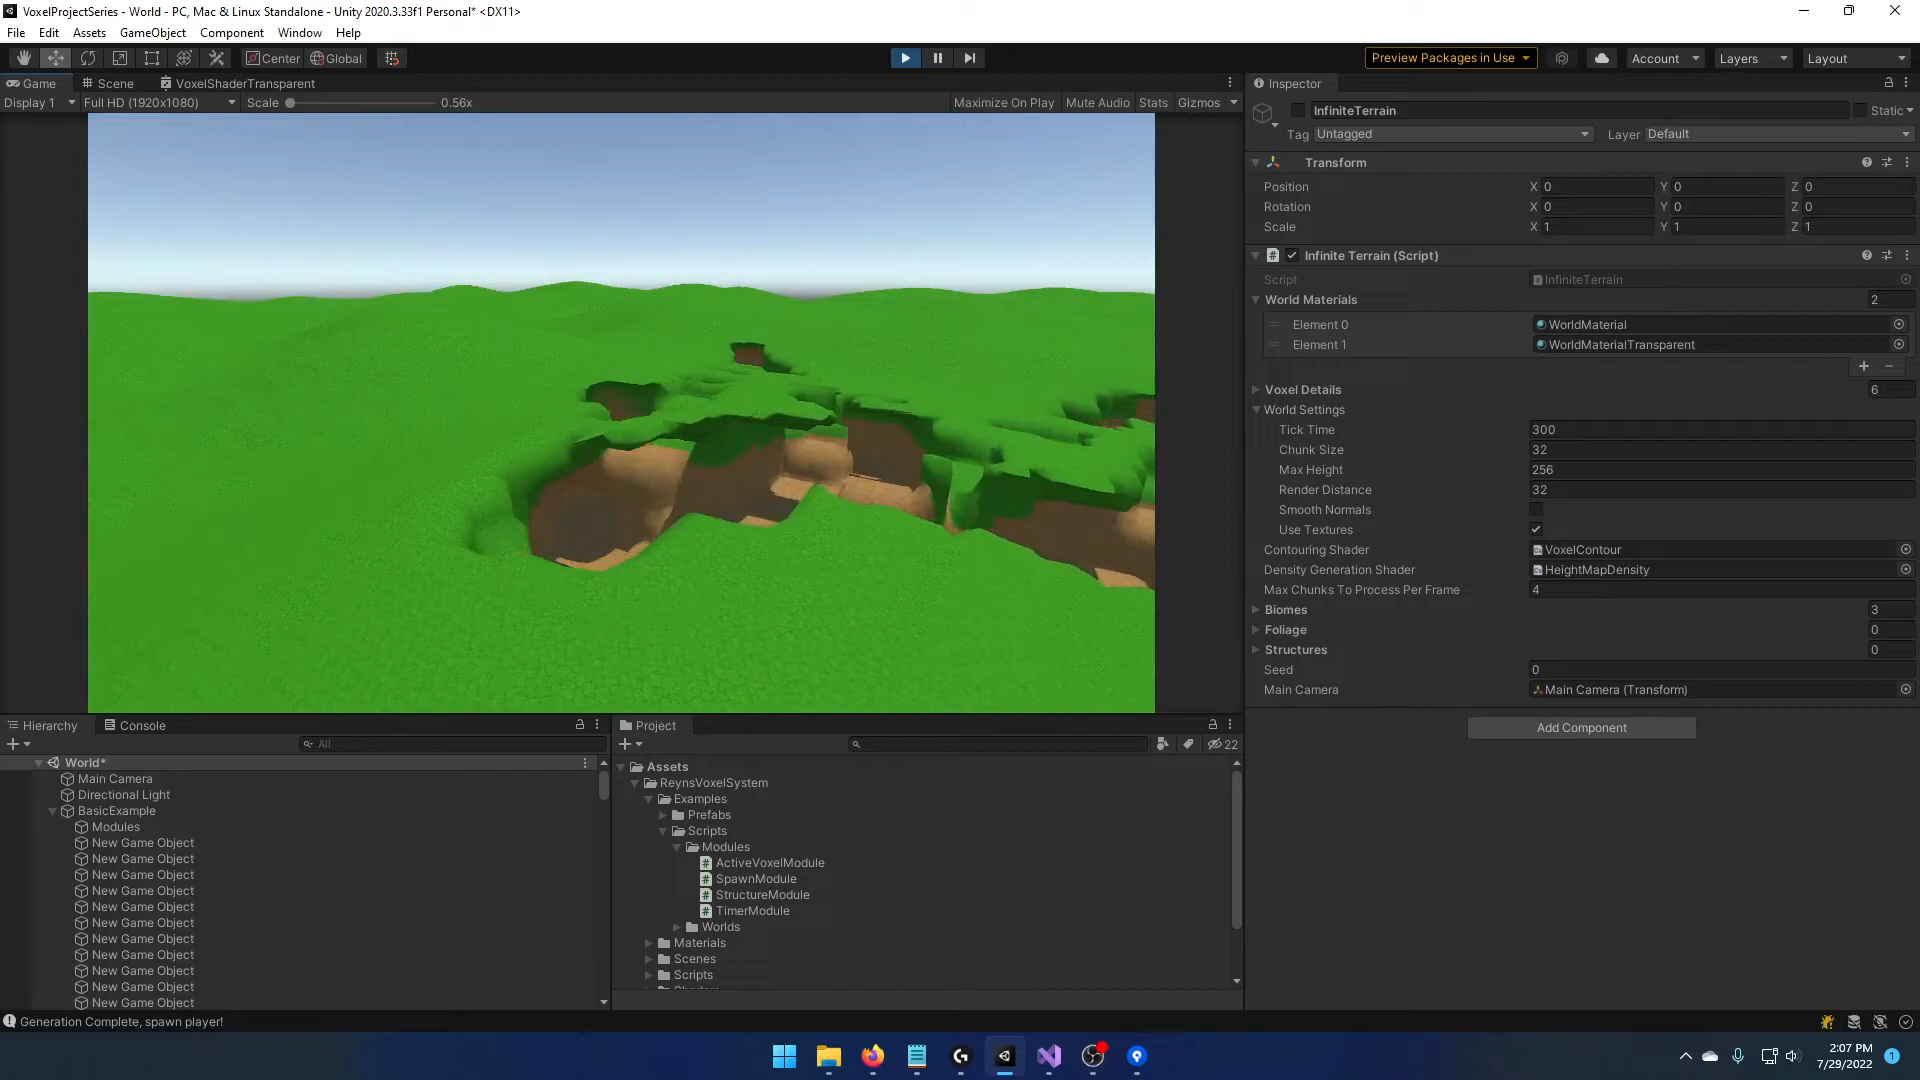 VoxelProjectSeries - World - PC, Mac & Linux Standalone - Unity 2020.3.33f1 Personal* <DX11>
File Edit Assets GameObject Component Window Help
Center Global Preview Packages in Use Account Layers Layout
Game Scene VoxelShaderTransparent Inspector
Display 1 Full HD (1920x1080) Scale 0.56x Maximize On Play Mute Audio Stats Gizmos
InfiniteTerrain Static
Tag Untagged Layer Default
Transform
Position X 0 Y 0 Z 0
Rotation X 0 Y 0 Z 0
Scale X 1 Y 1 Z 1
Infinite Terrain (Script)
Script InfiniteTerrain
World Materials 2
Element 0 WorldMaterial
Element 1 WorldMaterialTransparent
Voxel Details 6
World Settings
Tick Time 300
Chunk Size 32
Max Height 256
Render Distance 32
Smooth Normals
Use Textures
Contouring Shader VoxelContour
Density Generation Shader HeightMapDensity
Max Chunks To Process Per Frame 4
Biomes 3
Foliage 0
Structures 0
Seed 0
Main Camera Main Camera (Transform)
Add Component
Hierarchy Console
All
World*
Main Camera
Directional Light
BasicExample
Modules
New Game Object
New Game Object
New Game Object
New Game Object
New Game Object
New Game Object
New Game Object
New Game Object
New Game Object
New Game Object
New Game Object
Project
22
Assets
ReynsVoxelSystem
Examples
Prefabs
Scripts
Modules
ActiveVoxelModule
SpawnModule
StructureModule
TimerModule
Worlds
Materials
Scenes
Scripts
Generation Complete, spawn player!
2:07 PM
7/29/2022
1